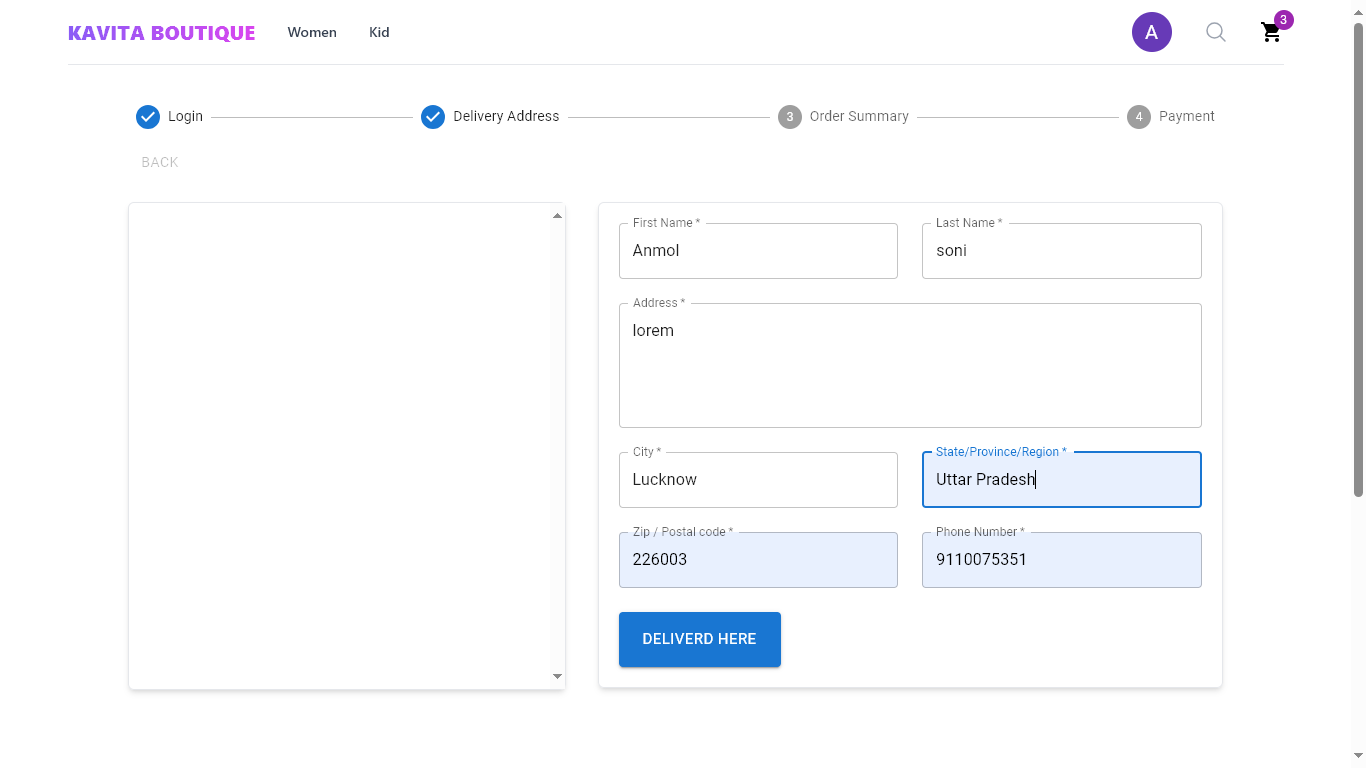 KAVITA BOUTIQUE Women Kid A 3
Login Delivery Address 3 Order Summary 4 Payment
BACK
First Name * Last Name *
Anmol soni
Address *
lorem
City * State/Province/Region *
Lucknow Uttar Pradesh
Zip / Postal code * Phone Number *
226003 9110075351
DELIVERD HERE